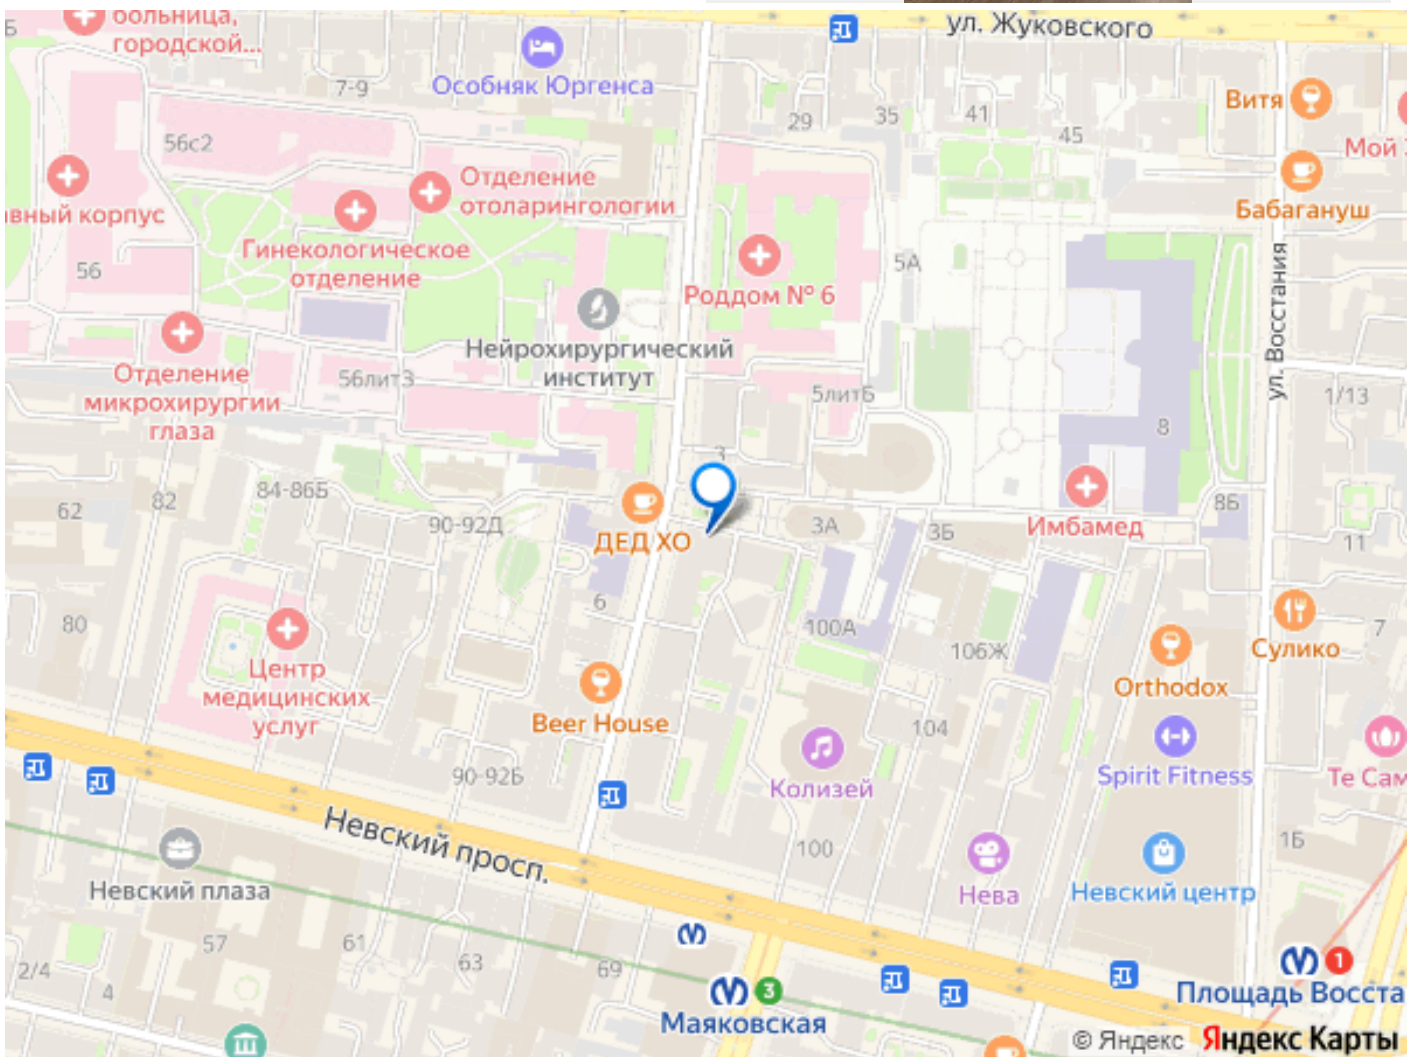 больница,
городской...
Б
ул. Жуковского
Особняк Юргенса
7-9
29
35
41
45
Витя
Мой
56с2
Отделение
отоларингологии
Бабагануш
авный корпус
Гинекологическое
отделение
56
5А
Роддом № 6
ул. Восстания
Нейрохирургический
институт
Отделение
микрохирургии
глаза
56лит3
5литБ
1/13
8
3
62
82
84-86Б
90-92Д
ДЕД ХО
3А
3Б
Имбамед
8Б
11
6
80
100А
106Ж
Сулико
7
Центр
медицинских
услуг
Beer House
Orthodox
104
90-92Б
Колизей
Spirit Fitness
Те Сам
Невский просп.
100
1Б
Невский плаза
Нева
Невский центр
57
61
63
69
2/4
4
3
Маяковская
1
Площадь Восста
© Яндекс Яндекс Карты